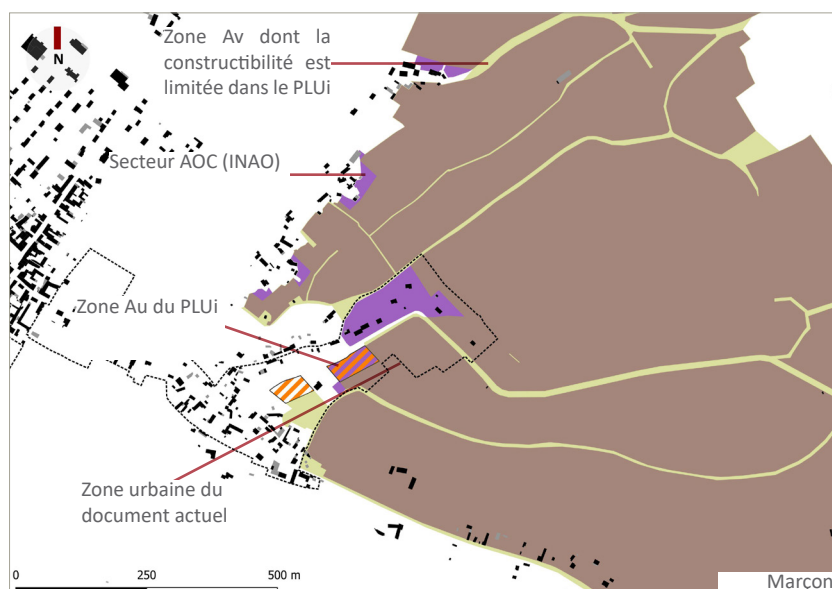 Zone Av dont la
constructibilité est
limitée dans le PLUi
N
Secteur AOC (INAO)
Zone Au du PLUi
Zone urbaine du
document actuel
0 250 500 m
Marcon